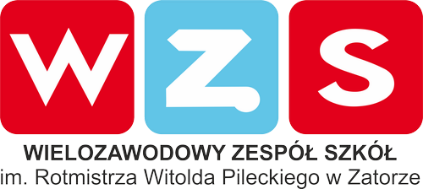 WZS
WIELOZAWODOWY ZESPÓŁ SZKÓŁ
im. Rotmistrza Witolda Pileckiego w Zatorze